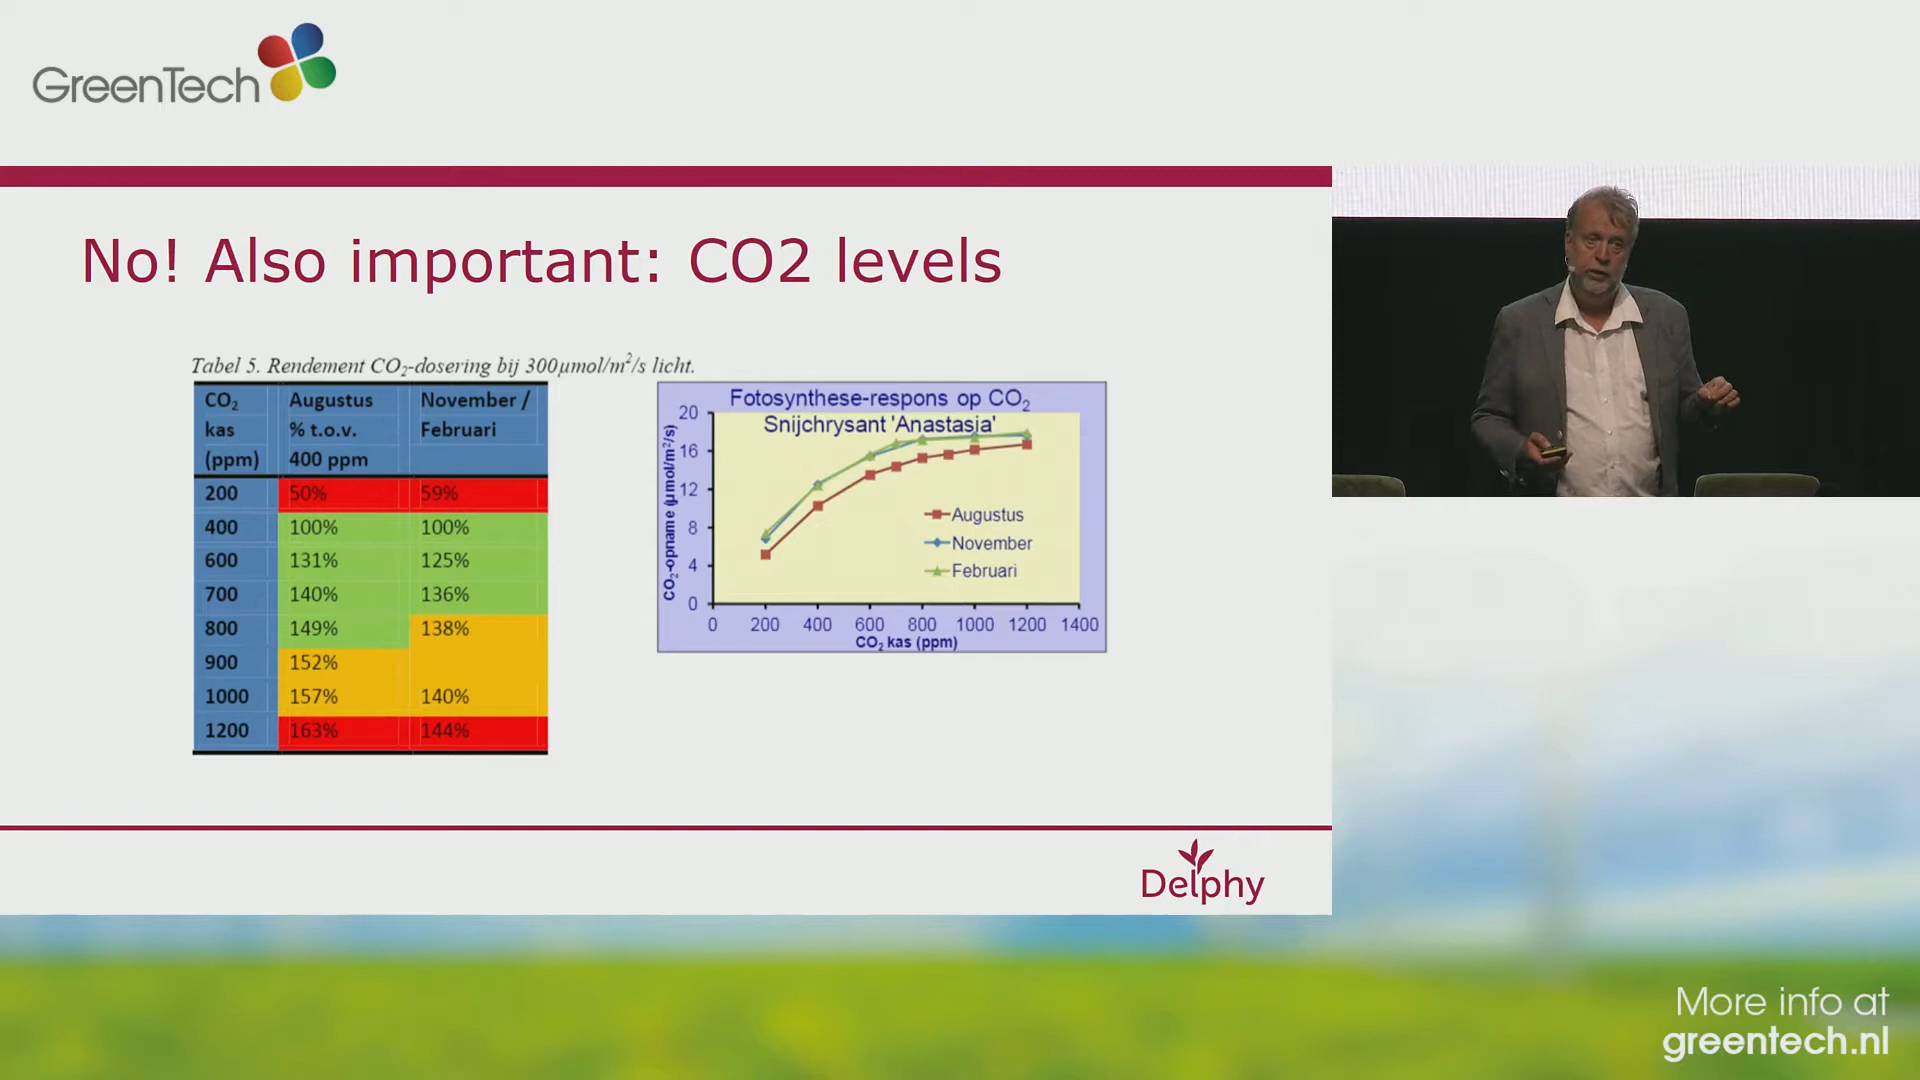 GreenTech
No! Also important: CO2 levels
Tabel 5. Rendement CO₂-dosering bij 300µmol/m²/s licht.
CO₂ kas (ppm) Augustus % t.o.v. 400 ppm November / Februari
200 50% 59%
400 100% 100%
600 131% 125%
700 140% 136%
800 149% 138%
900 152%
1000 157% 140%
1200 163% 144%
Fotosynthese-respons op CO₂
Snijchrysant 'Anastasia'
CO₂-opname (µmol/m²/s)
20
16
12
8
4
0
Augustus
November
Februari
0 200 400 600 800 1000 1200 1400
CO₂ kas (ppm)
Delphy
More info at
greentech.nl